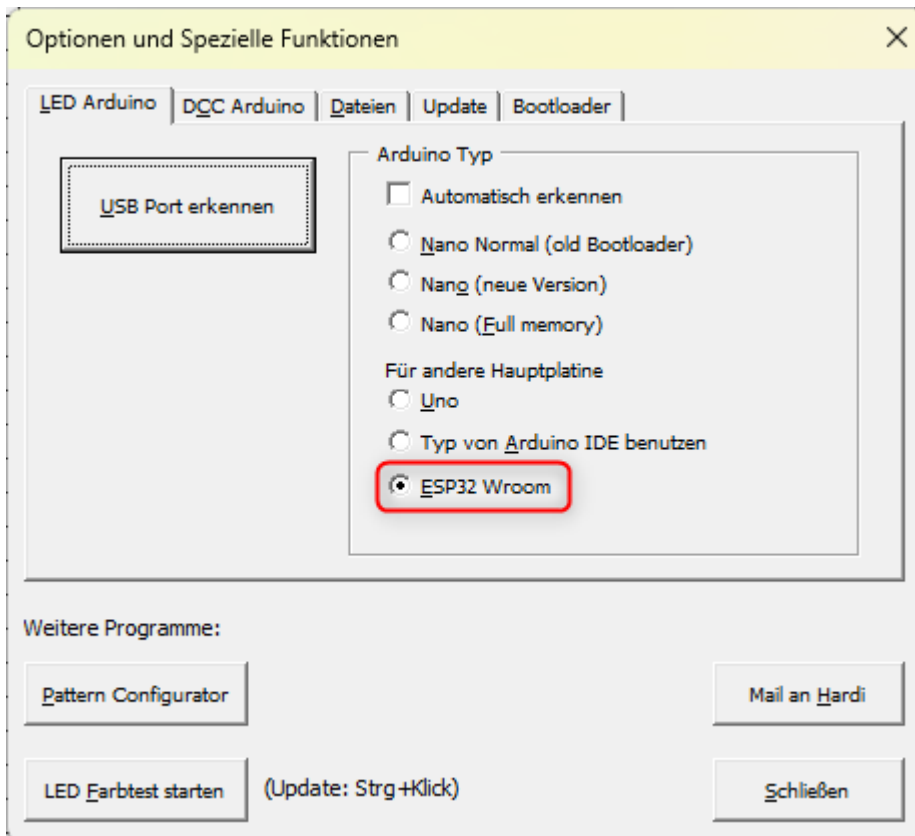 Optionen und Spezielle Funktionen
LED Arduino
DCC Arduino
Dateien
Update
Bootloader
USB Port erkennen
Arduino Typ
Automatisch erkennen
Nano Normal (old Bootloader)
Nano (neue Version)
Nano (Full memory)
Für andere Hauptplatine
Uno
Typ von Arduino IDE benutzen
ESP32 Wroom
Weitere Programme:
Pattern Configurator
Mail an Hardi
LED Farbtest starten
(Update: Strg+Klick)
Schließen